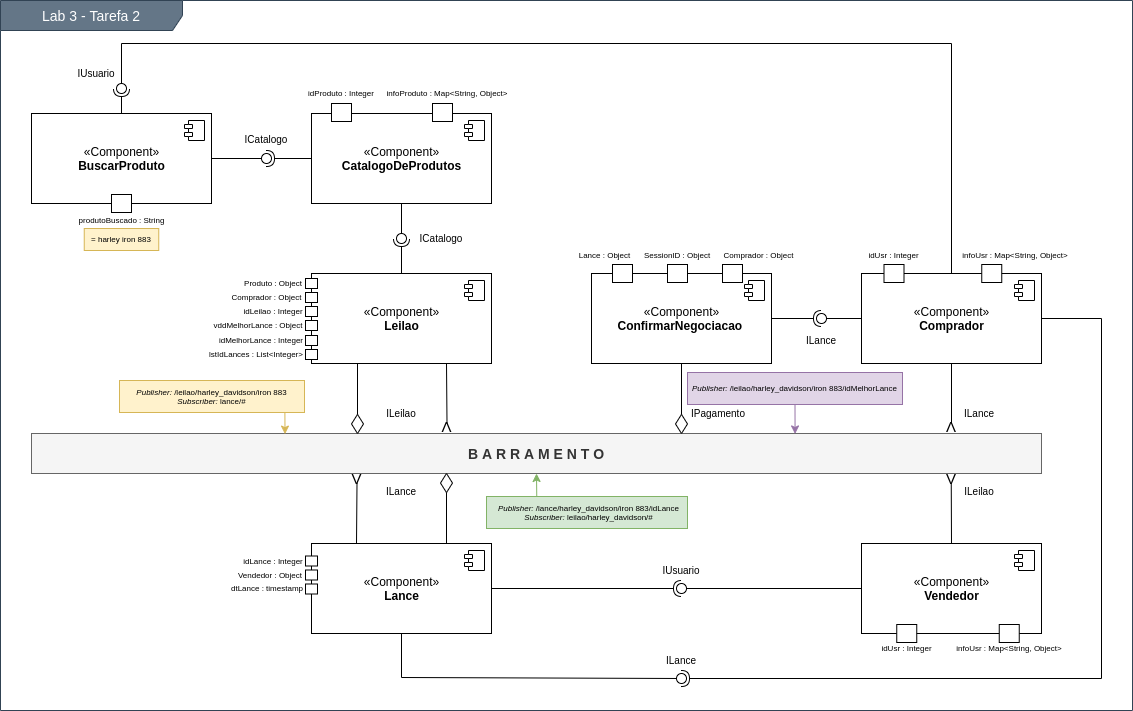 Lab 3 - Tarefa 2
IUsuario
idProduto : Integer
infoProduto : Map<String, Object>
«Component»
BuscarProduto
ICatalogo
«Component»
CatalogoDeProdutos
produtoBuscado : String
= harley iron 883
ICatalogo
Lance : Object
SessionID : Object
Comprador : Object
idUsr : Integer
infoUsr : Map<String, Object>
Produto : Object
Comprador : Object
idLeilao : Integer
vddMelhorLance : Object
idMelhorLance : Integer
lstIdLances : List<Integer>
«Component»
Leilao
«Component»
ConfirmarNegociacao
ILance
«Component»
Comprador
Publisher: /leilao/harley_davidson/iron 883
Subscriber: lance/#
Publisher: /leilao/harley_davidson/iron 883/idMelhorLance
ILeilao
IPagamento
ILance
BARRAMENTO
ILance
ILeilao
Publisher: /lance/harley_davidson/iron 883/idLance
Subscriber: leilao/harley_davidson/#
idLance : Integer
Vendedor : Object
dtLance : timestamp
«Component»
Lance
IUsuario
«Component»
Vendedor
idUsr : Integer
infoUsr : Map<String, Object>
ILance